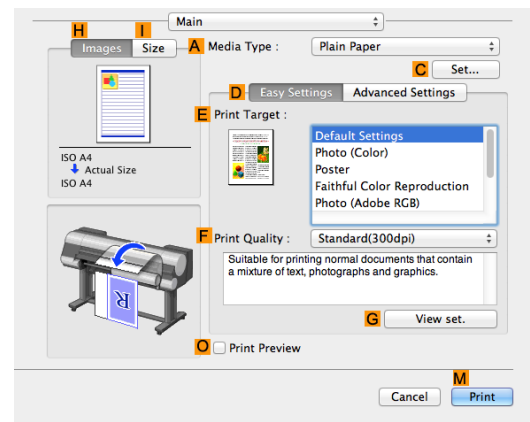 Main
H
I
Images
Size
A
Media Type :
Plain Paper
C
Set...
D
Easy Settings
Advanced Settings
E
Print Target :
Default Settings
Photo (Color)
Poster
Faithful Color Reproduction
Photo (Adobe RGB)
ISO A4
Actual Size
ISO A4
F
Print Quality :
Standard(300dpi)
Suitable for printing normal documents that contain
a mixture of text, photographs and graphics.
R
G
View set.
O
Print Preview
M
Cancel
Print